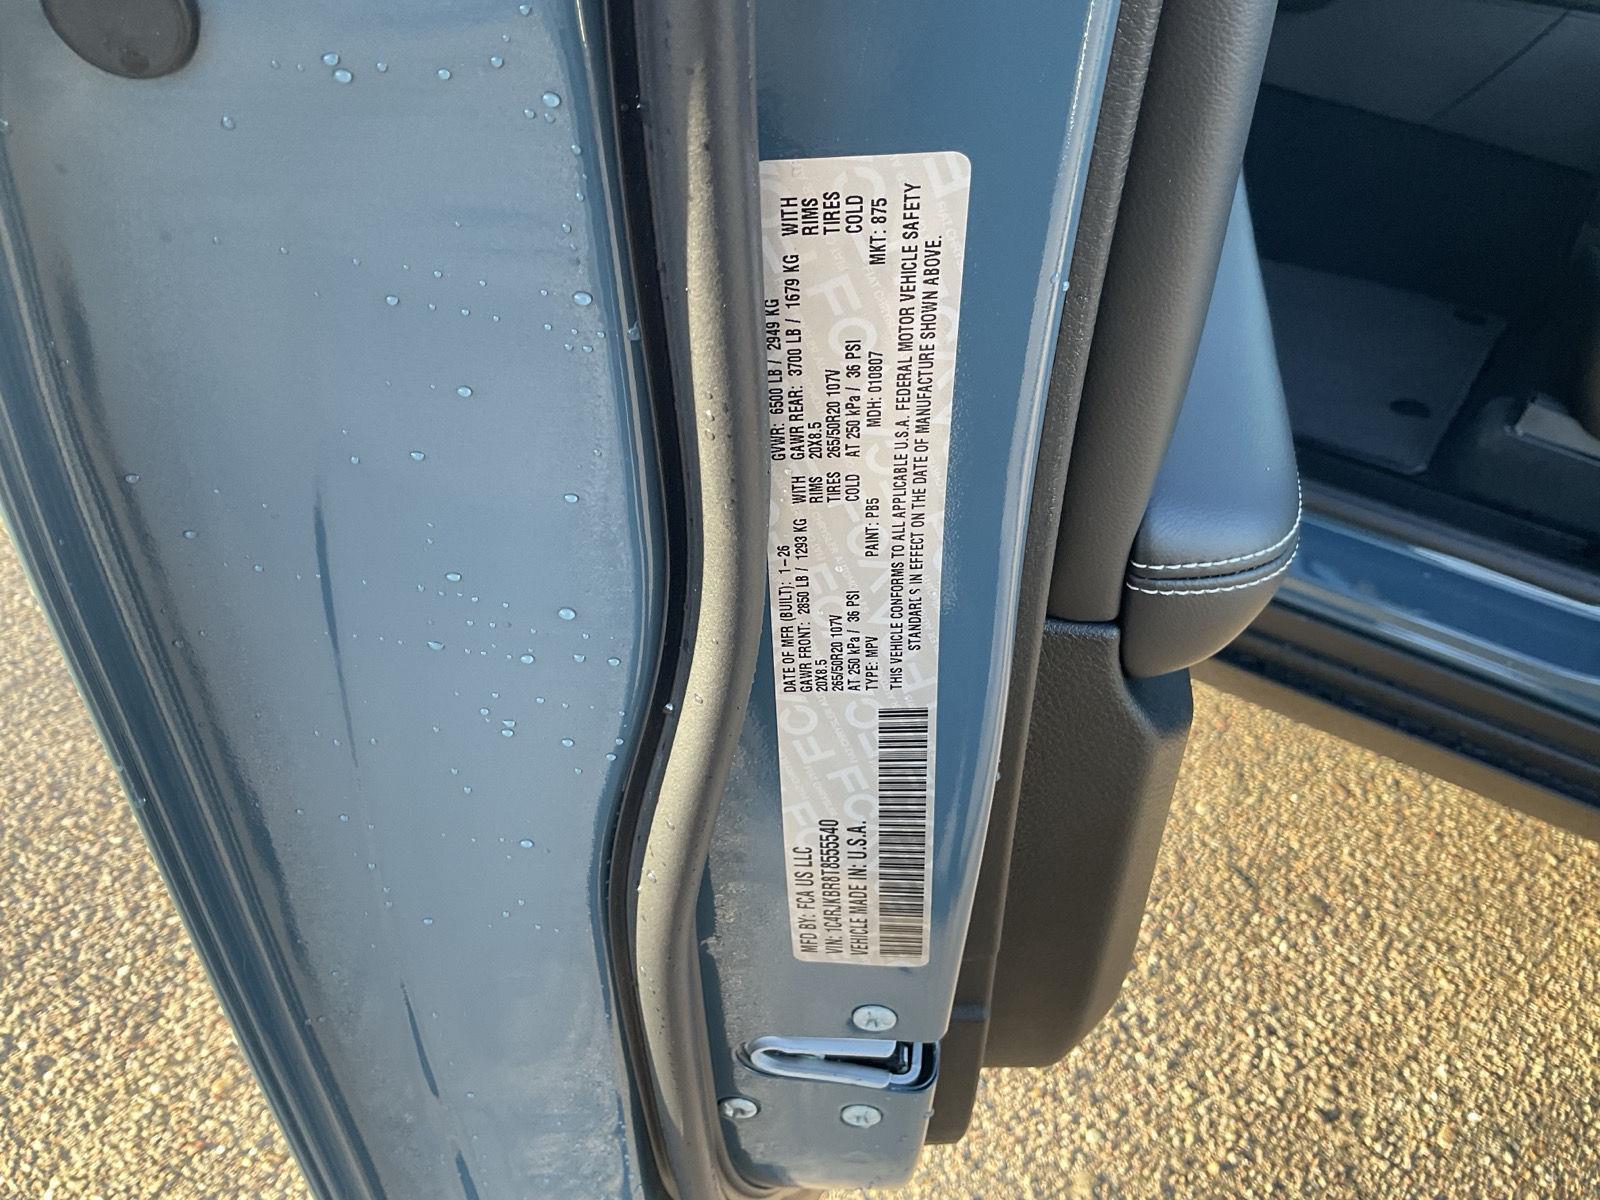 MFD BY: FCA US LLC
DATE OF MFR (BUILT): 1-26
GVWR: 6500 LB / 2949 KG
GAWR FRONT: 2850 LB / 1293 KG WITH
GAWR REAR: 3700 LB / 1679 KG WITH
20X8.5 RIMS
20X8.5 RIMS
265/50R20 107V TIRES
265/50R20 107V TIRES
AT 250 kPa / 36 PSI COLD
AT 250 kPa / 36 PSI COLD
VIN: 1C4RJKBR8T8555540
TYPE: MPV
PAINT: PB5
MDH: 010807
MKT: 875
VEHICLE MADE IN: U.S.A.
THIS VEHICLE CONFORMS TO ALL APPLICABLE U.S.A. FEDERAL MOTOR VEHICLE SAFETY
STANDARDS IN EFFECT ON THE DATE OF MANUFACTURE SHOWN ABOVE.